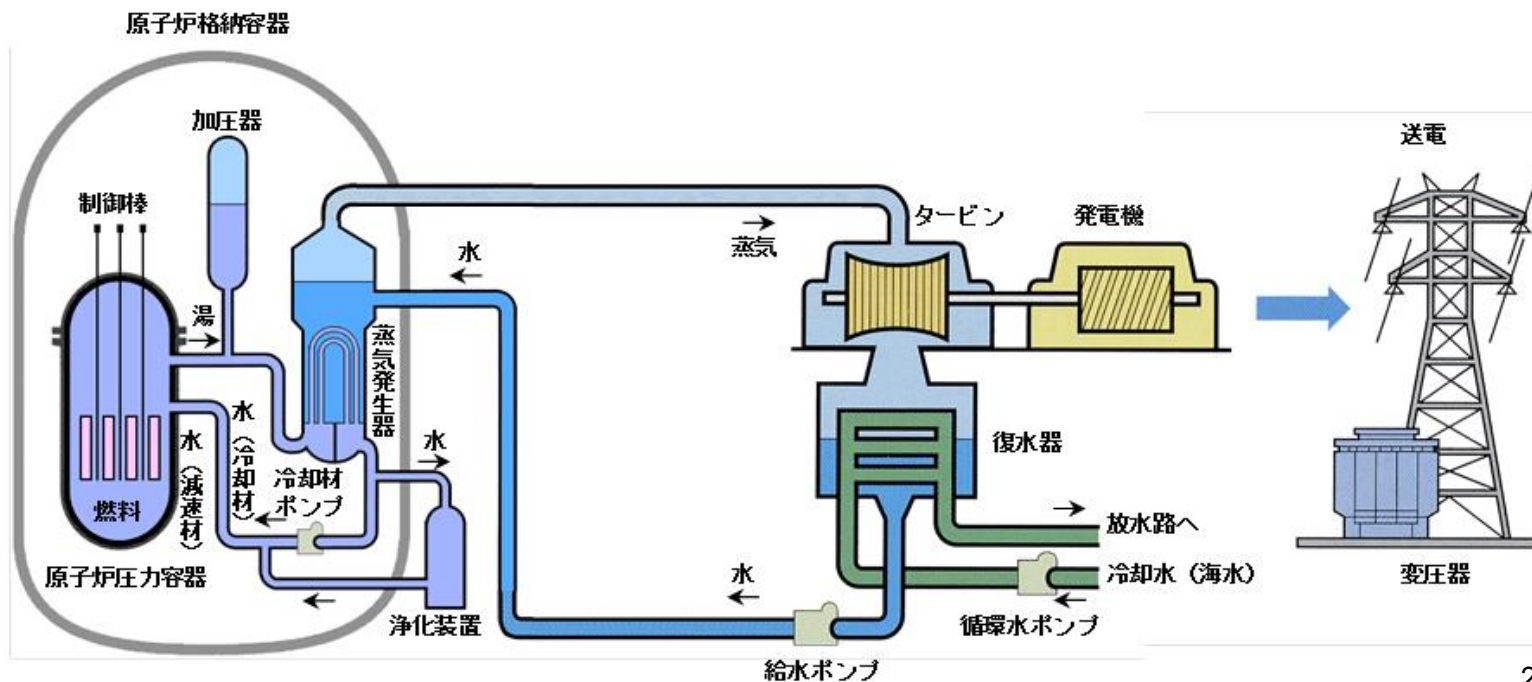 原子炉格納容器
加圧器
制御棒
湯
水
蒸気
タービン
発電機
送電
蒸気発生器
水(減速材)
水(冷却材)
冷却材
ポンプ
水
燃料
原子炉圧力容器
浄化装置
復水器
放水路へ
冷却水(海水)
循環水ポンプ
水
給水ポンプ
変圧器
2